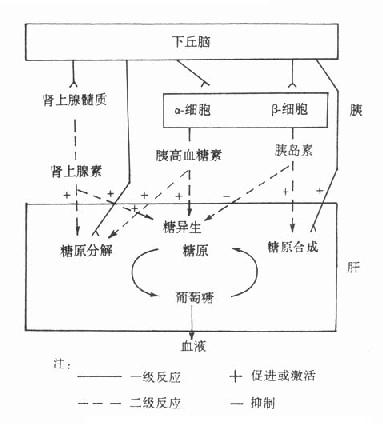 下丘脑
肾上腺髓质
α-细胞 β-细胞 胰
胰高血糖素 胰岛素
肾上腺素
+ + + + + − + +
+
糖异生
糖原分解 糖原 糖原合成 肝
葡萄糖
血液
注:
—— 一级反应 + 促进或激活
--- 二级反应 — 抑制